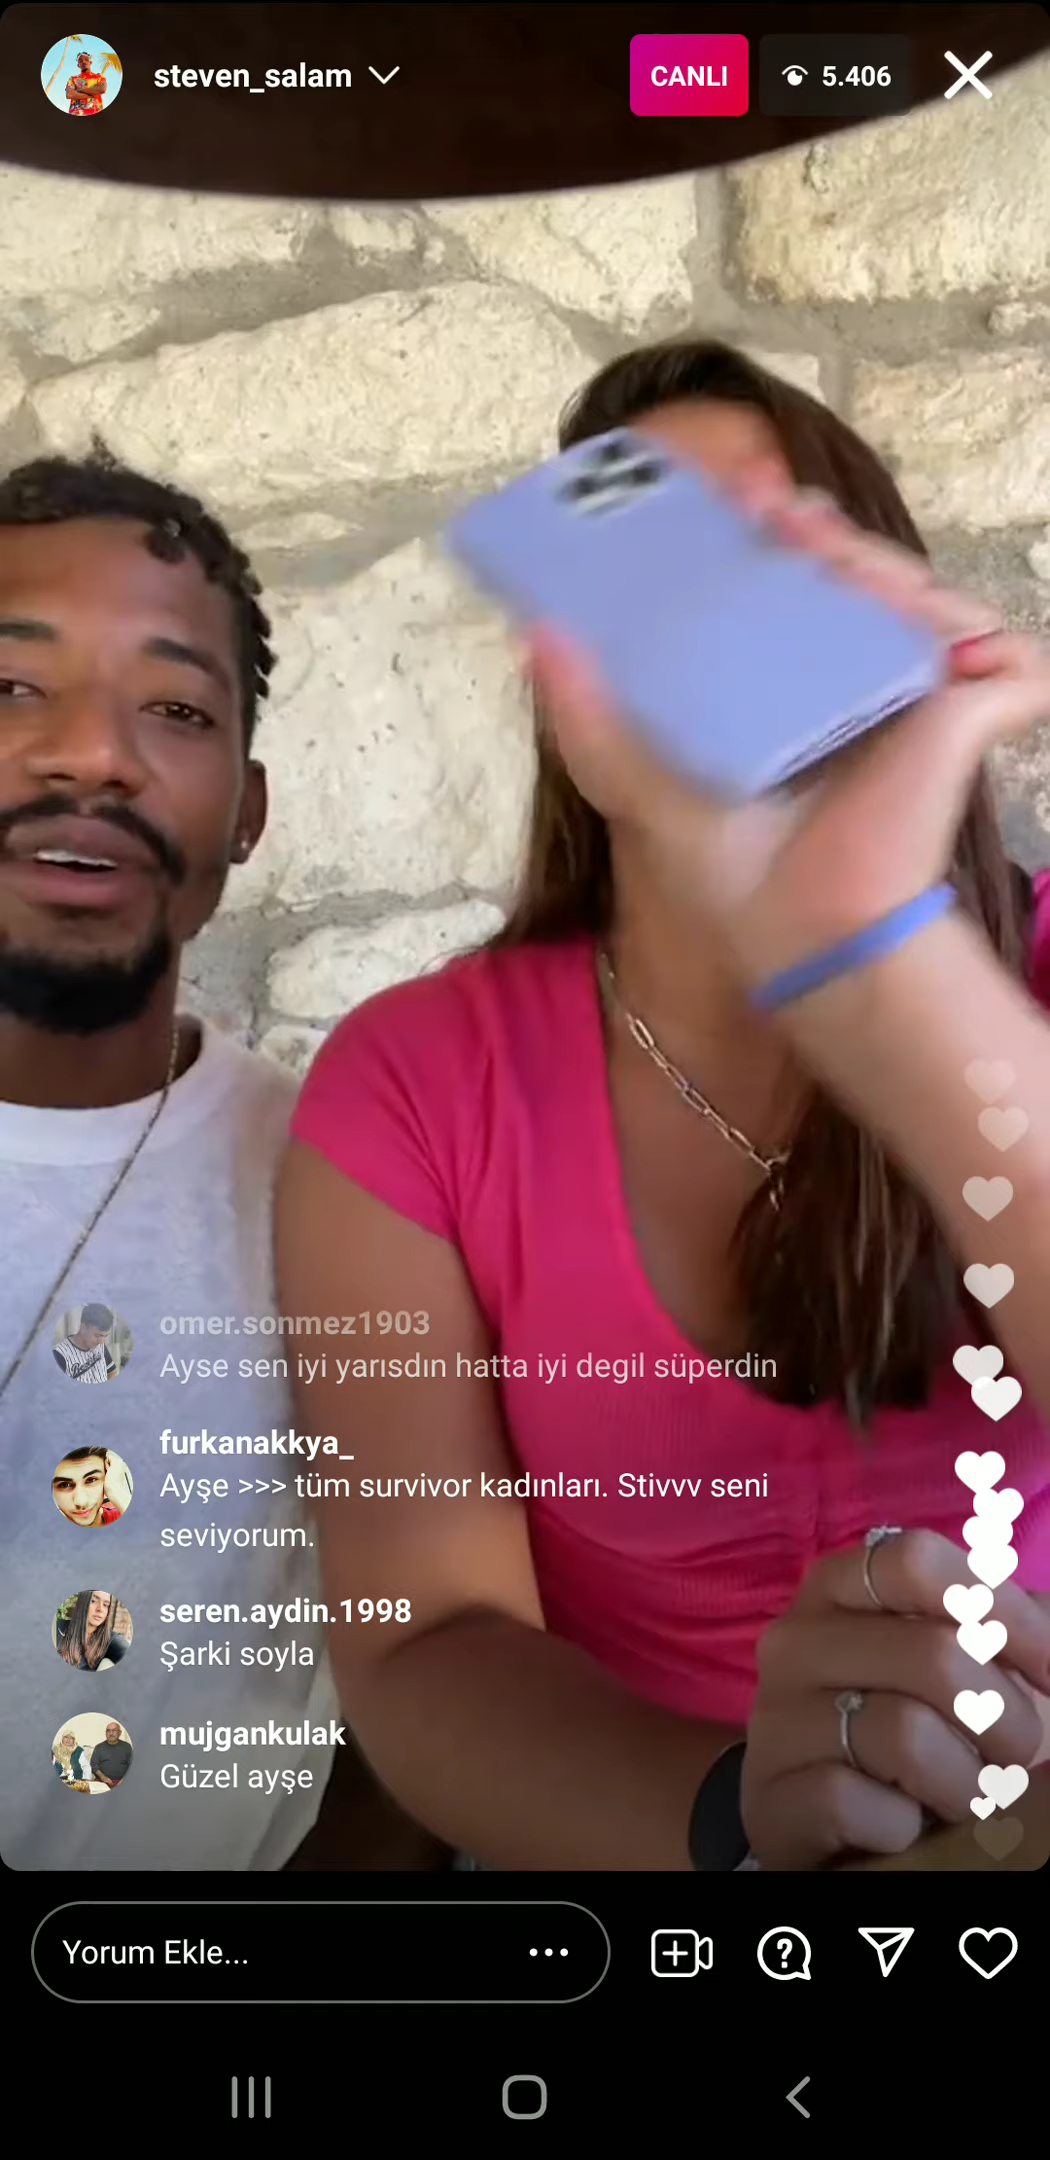 steven_salam
CANLI
5.406
omer.sonmez1903
Ayse sen iyi yarısdın hatta iyi degil süperdin
furkanakkya_
Ayşe >>> tüm survivor kadınları. Stivvv seni
seviyorum.
seren.aydin.1998
Şarki soyla
mujgankulak
Güzel ayşe
Yorum Ekle...